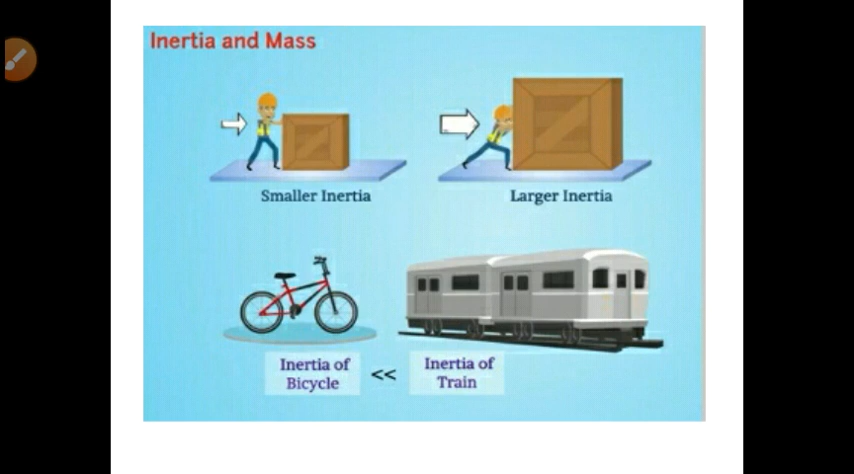 Inertia and Mass
Smaller Inertia
Larger Inertia
Inertia of
Bicycle
<<
Inertia of
Train